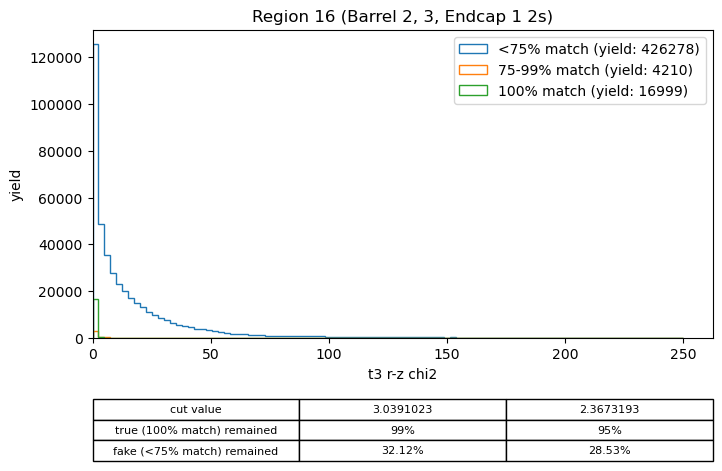 Region 16 (Barrel 2, 3, Endcap 1 2s)
<75% match (yield: 426278)
75-99% match (yield: 4210)
100% match (yield: 16999)
yield
120000
100000
80000
60000
40000
20000
0
0 50 100 150 200 250
t3 r-z chi2
cut value 3.0391023 2.3673193
true (100% match) remained 99% 95%
fake (<75% match) remained 32.12% 28.53%